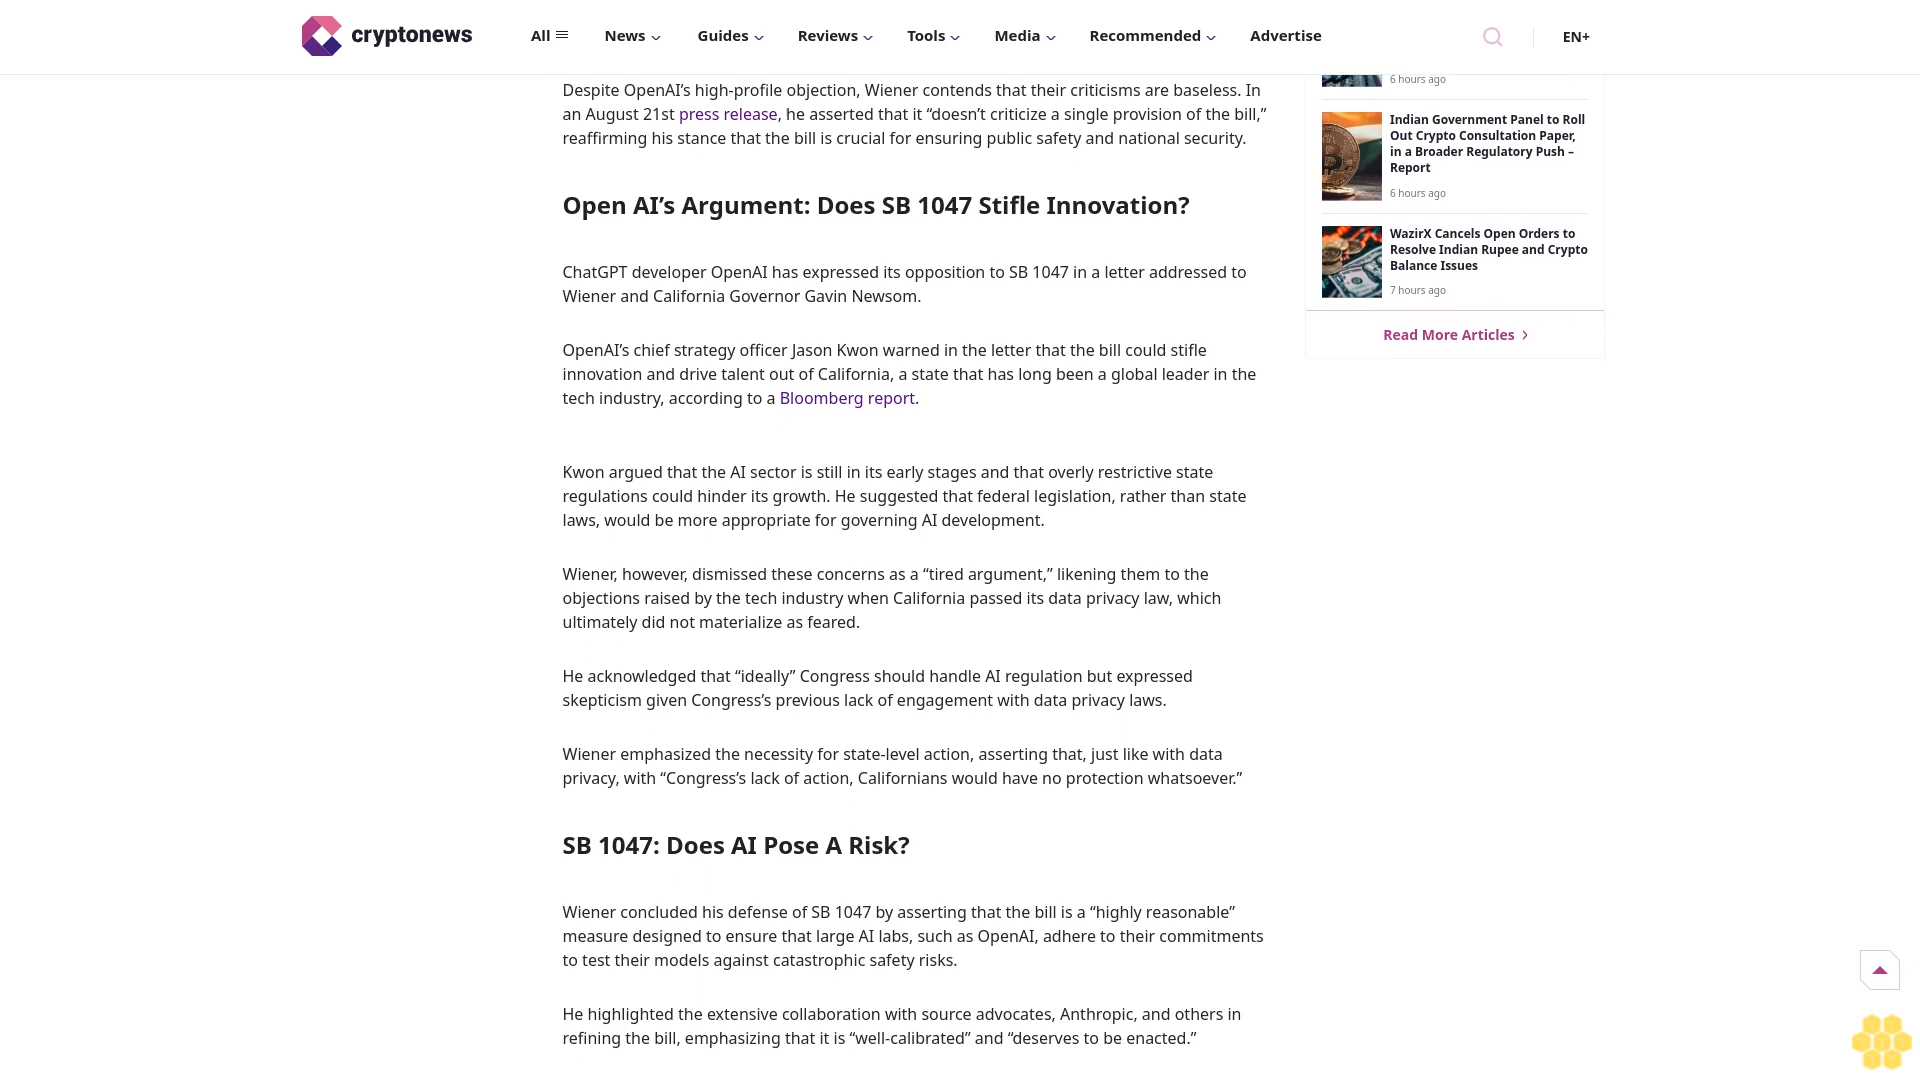 cryptonews
All
News
Guides
Reviews
Tools
Media
Recommended
Advertise
EN+
Despite OpenAI’s high-profile objection, Wiener contends that their criticisms are baseless. In
an August 21st press release, he asserted that it “doesn’t criticize a single provision of the bill,”
reaffirming his stance that the bill is crucial for ensuring public safety and national security.
Open AI’s Argument: Does SB 1047 Stifle Innovation?
ChatGPT developer OpenAI has expressed its opposition to SB 1047 in a letter addressed to
Wiener and California Governor Gavin Newsom.
OpenAI’s chief strategy officer Jason Kwon warned in the letter that the bill could stifle
innovation and drive talent out of California, a state that has long been a global leader in the
tech industry, according to a Bloomberg report.
Kwon argued that the AI sector is still in its early stages and that overly restrictive state
regulations could hinder its growth. He suggested that federal legislation, rather than state
laws, would be more appropriate for governing AI development.
Wiener, however, dismissed these concerns as a “tired argument,” likening them to the
objections raised by the tech industry when California passed its data privacy law, which
ultimately did not materialize as feared.
He acknowledged that “ideally” Congress should handle AI regulation but expressed
skepticism given Congress’s previous lack of engagement with data privacy laws.
Wiener emphasized the necessity for state-level action, asserting that, just like with data
privacy, with “Congress’s lack of action, Californians would have no protection whatsoever.”
SB 1047: Does AI Pose A Risk?
Wiener concluded his defense of SB 1047 by asserting that the bill is a “highly reasonable”
measure designed to ensure that large AI labs, such as OpenAI, adhere to their commitments
to test their models against catastrophic safety risks.
He highlighted the extensive collaboration with source advocates, Anthropic, and others in
refining the bill, emphasizing that it is “well-calibrated” and “deserves to be enacted.”
6 hours ago
Indian Government Panel to Roll
Out Crypto Consultation Paper,
in a Broader Regulatory Push –
Report
6 hours ago
WazirX Cancels Open Orders to
Resolve Indian Rupee and Crypto
Balance Issues
7 hours ago
Read More Articles